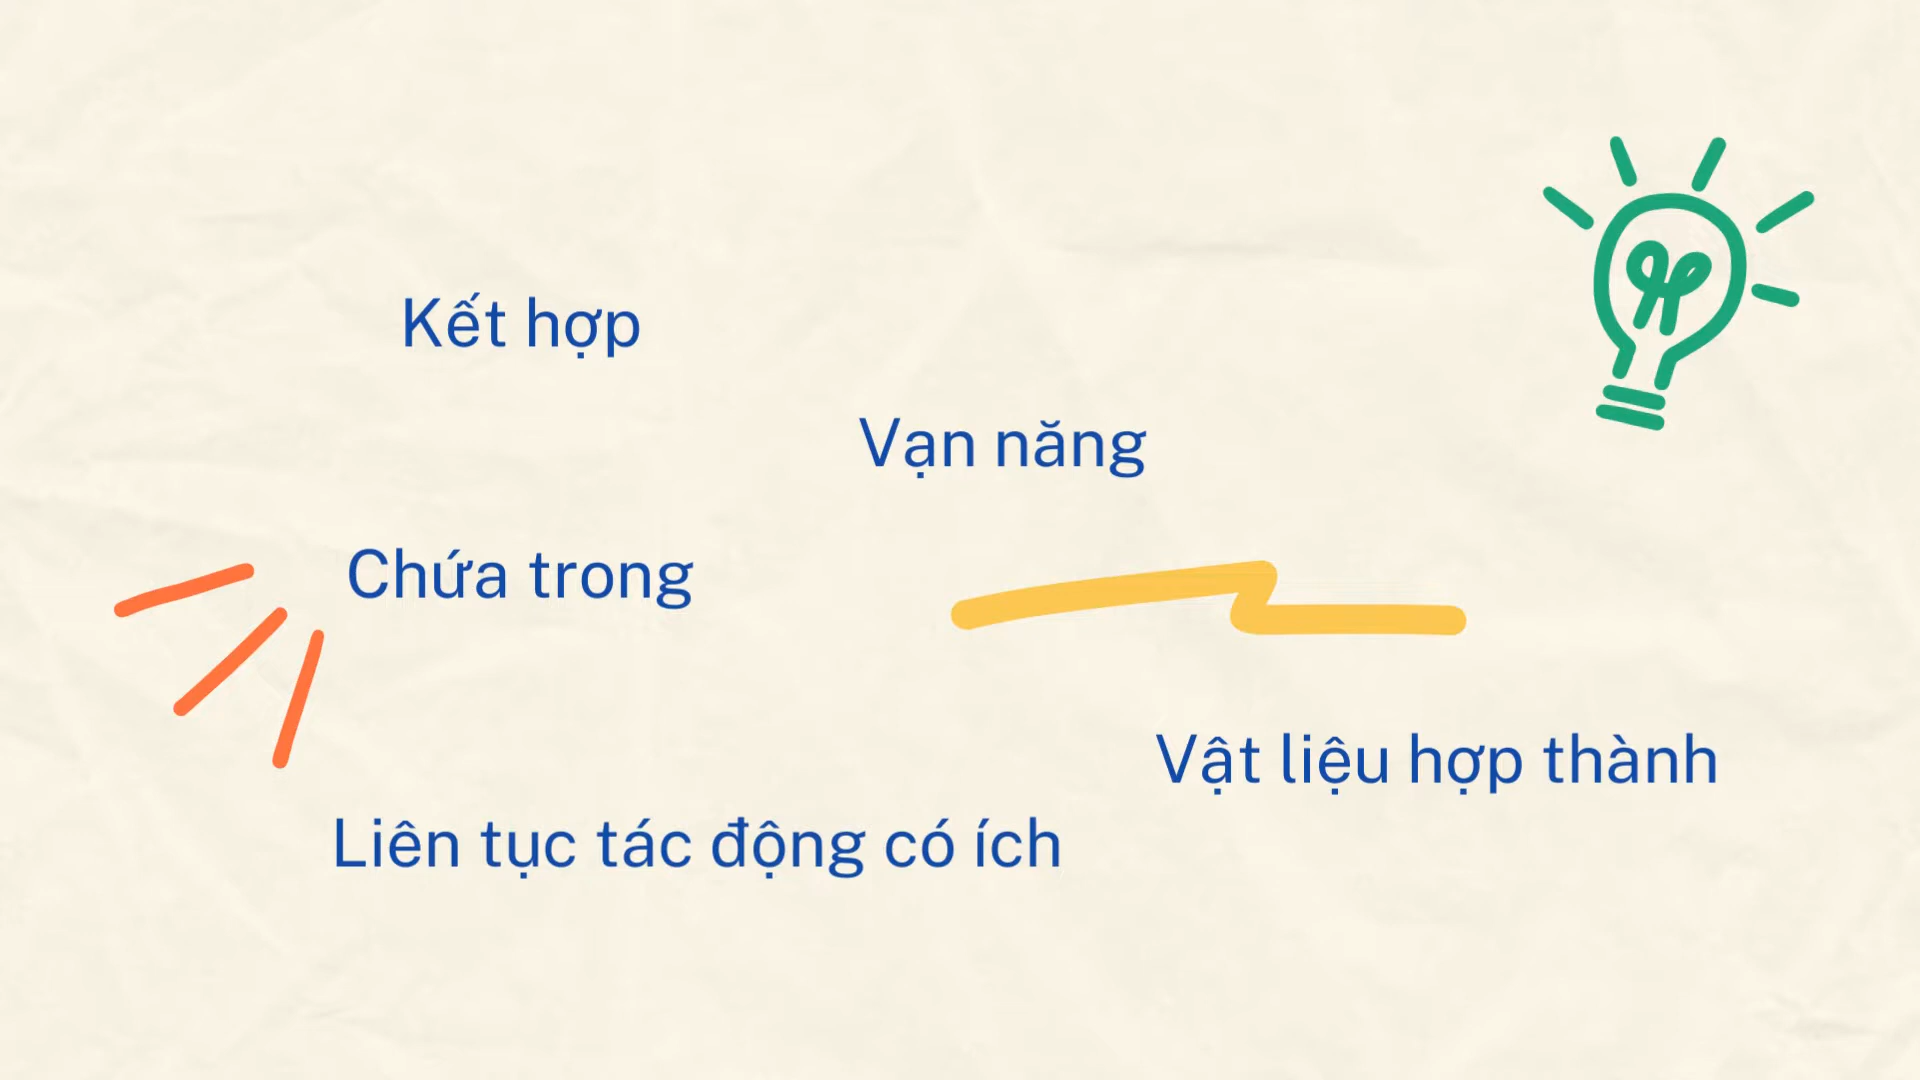 Kết hợp
Vạn năng
Chứa trong
Vật liệu hợp thành
Liên tục tác động có ích